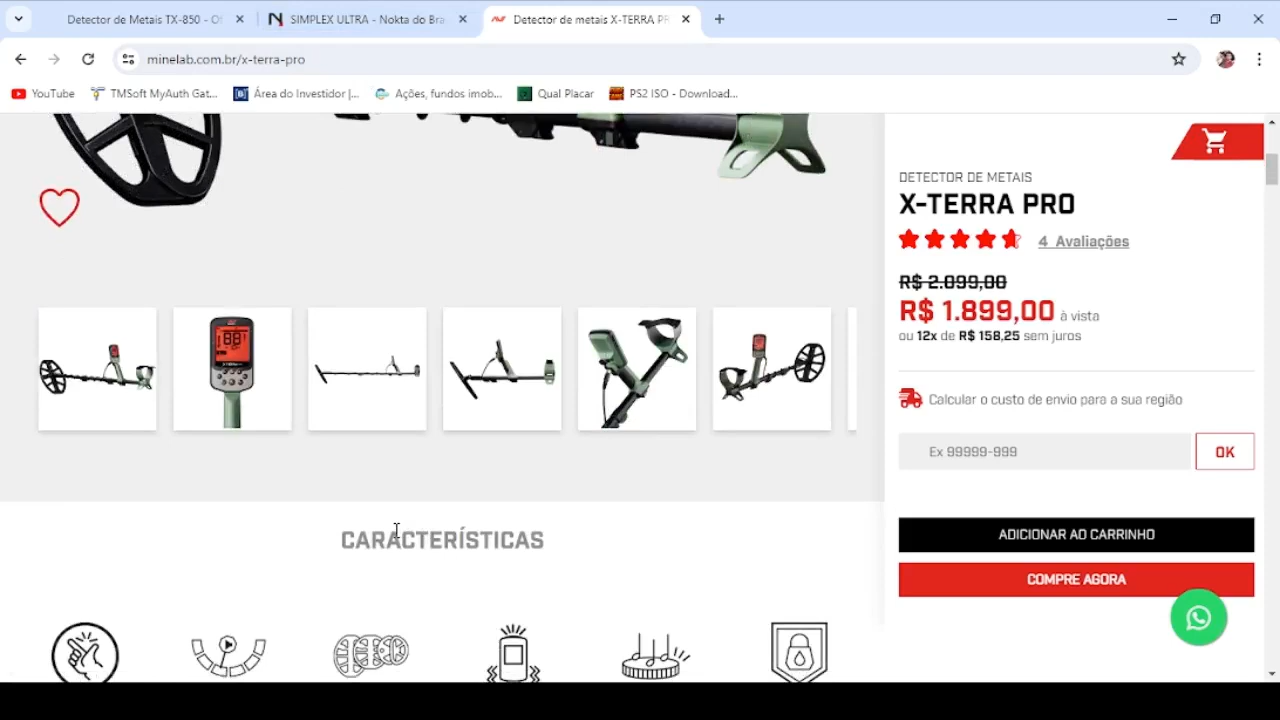 Detector de Metais TX-850 - Of
SIMPLEX ULTRA - Nokta do Bra
Detector de metais X-TERRA PR
minelab.com.br/x-terra-pro
YouTube
TMSoft MyAuth Gat...
Área do Investidor |...
Ações, fundos imob...
Qual Placar
PS2 ISO - Download...
DETECTOR DE METAIS
X-TERRA PRO
4 Avaliações
R$ 2.099,00
R$ 1.899,00 à vista
ou 12x de R$ 158,25 sem juros
Calcular o custo de envio para a sua região
Ex 99999-999
OK
88
CARACTERÍSTICAS
ADICIONAR AO CARRINHO
COMPRE AGORA